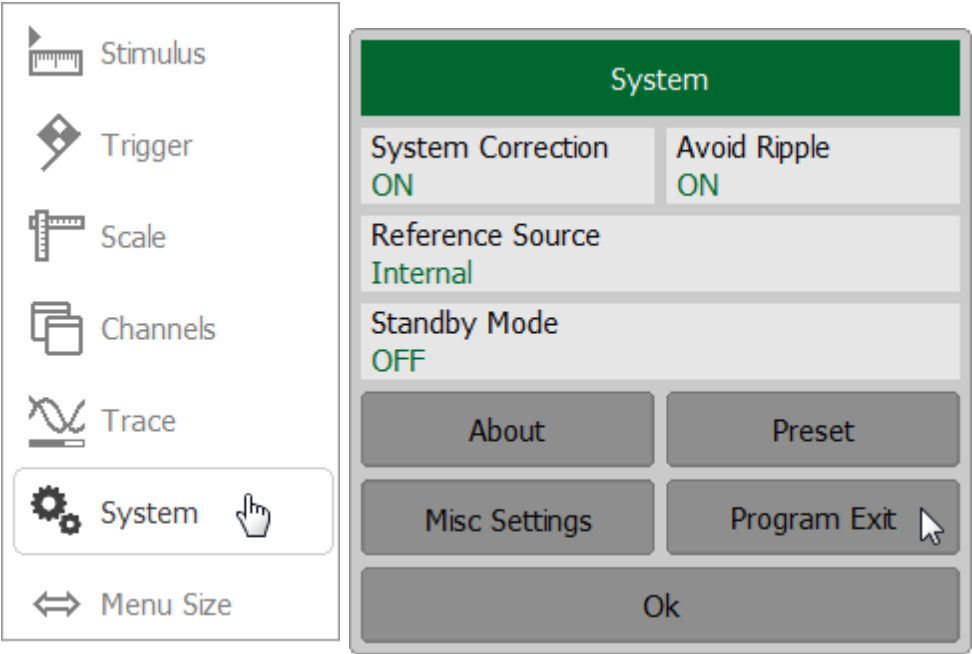 Stimulus
Trigger
Scale
Channels
Trace
System
Menu Size
System
System Correction
ON
Avoid Ripple
ON
Reference Source
Internal
Standby Mode
OFF
About
Preset
Misc Settings
Program Exit
Ok